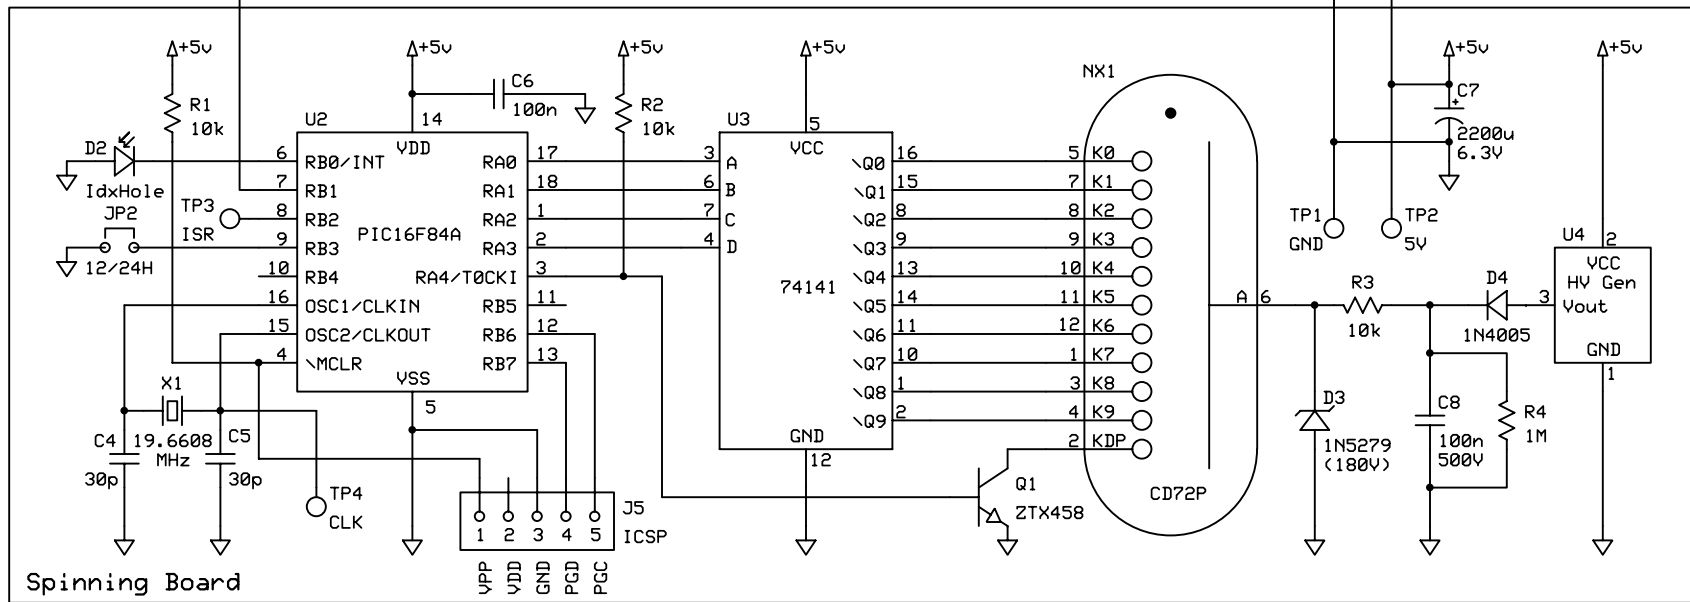 +5v
+5v
+5v
+5v
+5v
+5v
NX1
C6
100n
C7
+
2200u
6.3V
R1
10k
R2
10k
U2
14
VDD
U3
5
VCC
D2
IdxHole
JP2
12/24H
TP3
ISR
6 RB0/INT
7 RB1
8 RB2
9 RB3
10 RB4
16 OSC1/CLKIN
15 OSC2/CLKOUT
4 \MCLR
PIC16F84A
RA0 17
RA1 18
RA2 1
RA3 2
RA4/T0CKI 3
RB5 11
RB6 12
RB7 13
VSS
5
3 A
6 B
7 C
4 D
74141
\Q0 16
\Q1 15
\Q2 8
\Q3 9
\Q4 13
\Q5 14
\Q6 11
\Q7 10
\Q8 1
\Q9 2
GND
12
5 K0
7 K1
8 K2
9 K3
10 K4
11 K5
12 K6
1 K7
3 K8
4 K9
2 KDP
A 6
CD72P
TP1
GND
TP2
5V
R3
10k
D4
1N4005
U4
2
VCC
HV Gen
3 Vout
GND
1
D3
1N5279
(180V)
C8
100n
500V
R4
1M
X1
19.6608
MHz
C4
30p
C5
30p
TP4
CLK
Q1
ZTX458
J5
ICSP
1 2 3 4 5
VPP
VDD
GND
PGD
PGC
Spinning Board